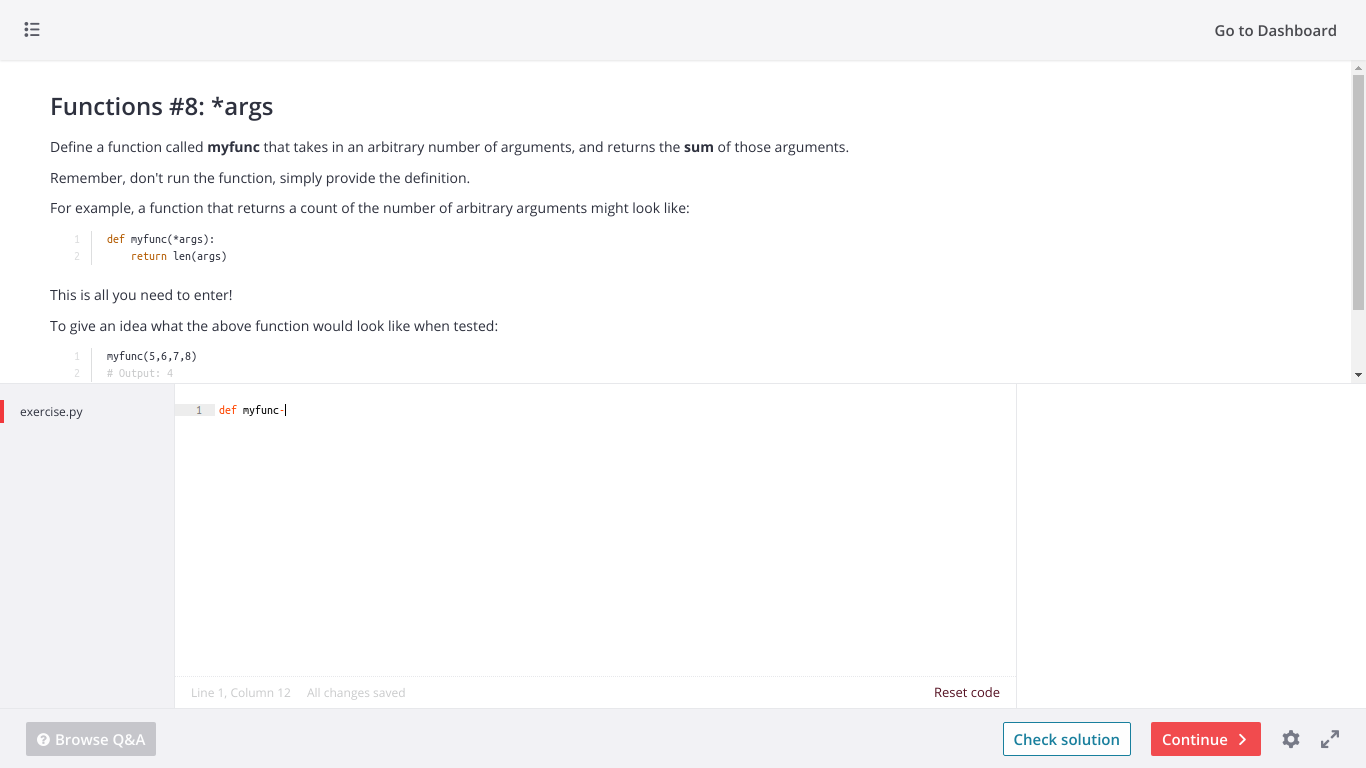 Go to Dashboard
Functions #8: *args
Define a function called myfunc that takes in an arbitrary number of arguments, and returns the sum of those arguments.
Remember, don't run the function, simply provide the definition.
For example, a function that returns a count of the number of arbitrary arguments might look like:
1 def myfunc(*args):
2     return len(args)
This is all you need to enter!
To give an idea what the above function would look like when tested:
1 myfunc(5,6,7,8)
2 # Output: 4
exercise.py
1 def myfunc-
Line 1, Column 12 All changes saved Reset code
Browse Q&A Check solution Continue